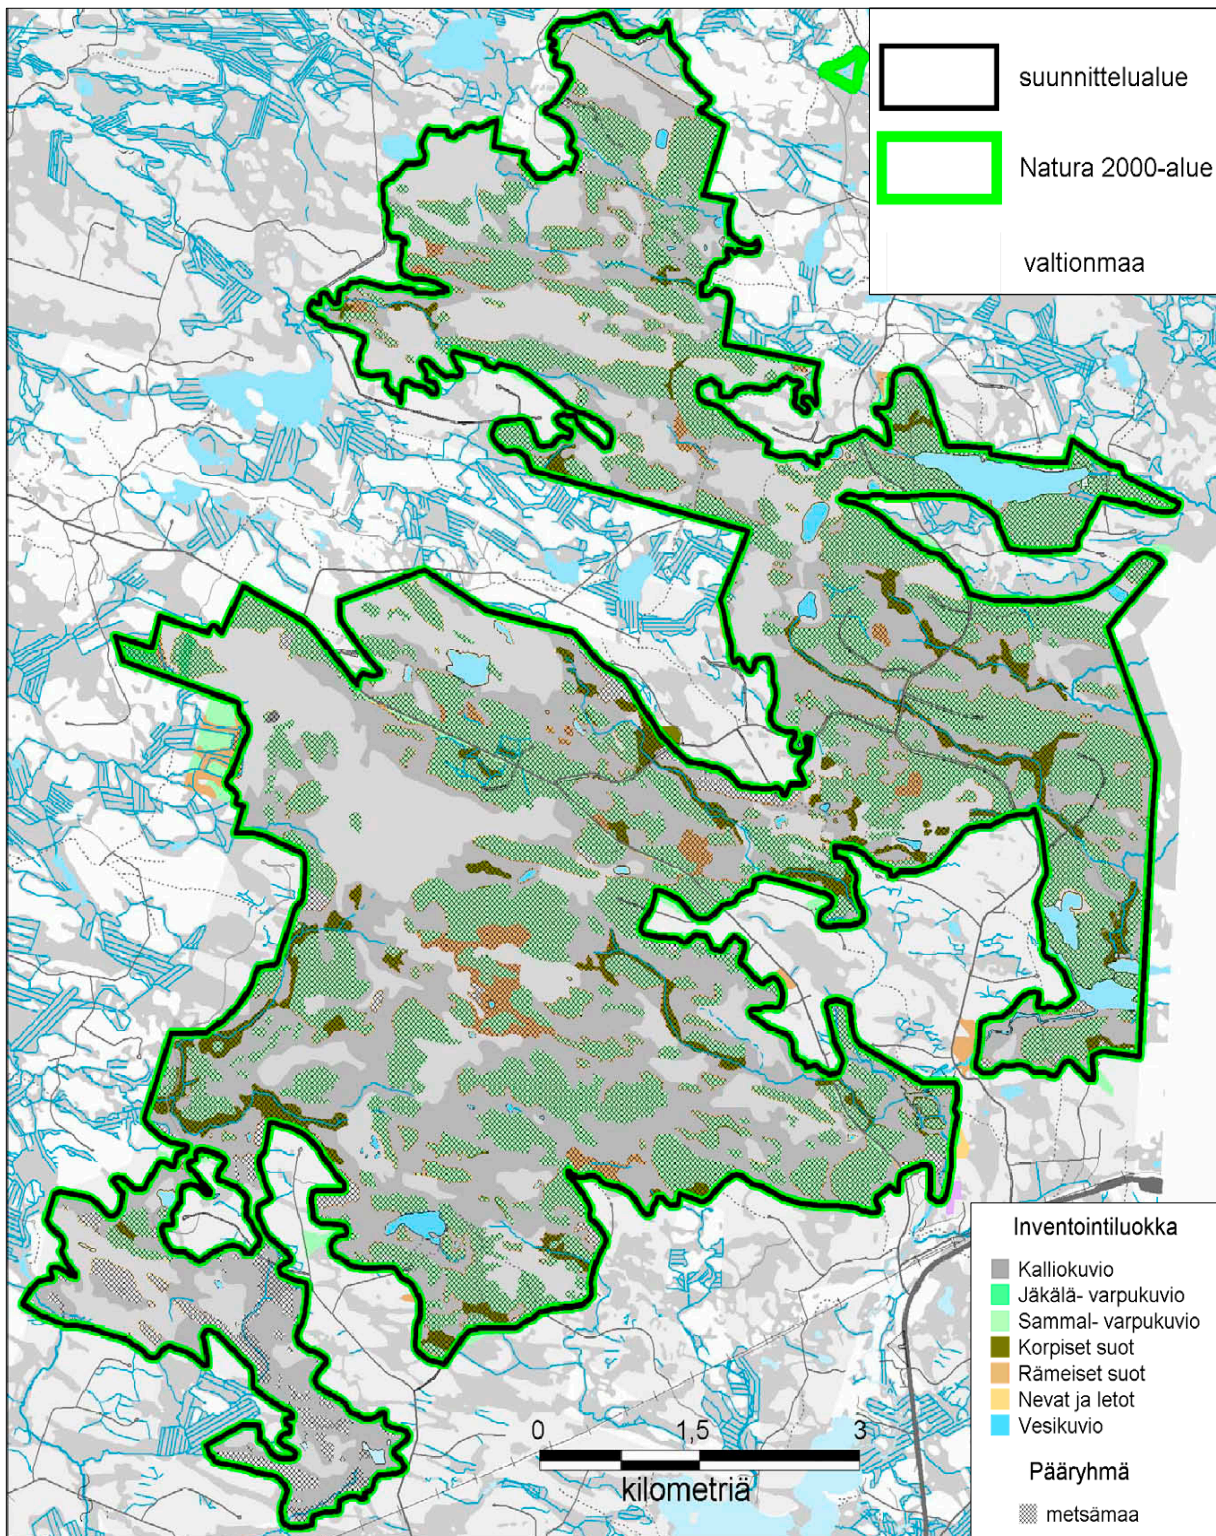 suunnittelualue
Natura 2000-alue
valtionmaa
Inventointiluokka
Kalliokuvio
Jäkälä- varpukuvio
Sammal- varpukuvio
Korpiset suot
Rämeiset suot
Nevat ja letot
Vesikuvio
Pääryhmä
metsämaa
0 1,5 3
kilometriä